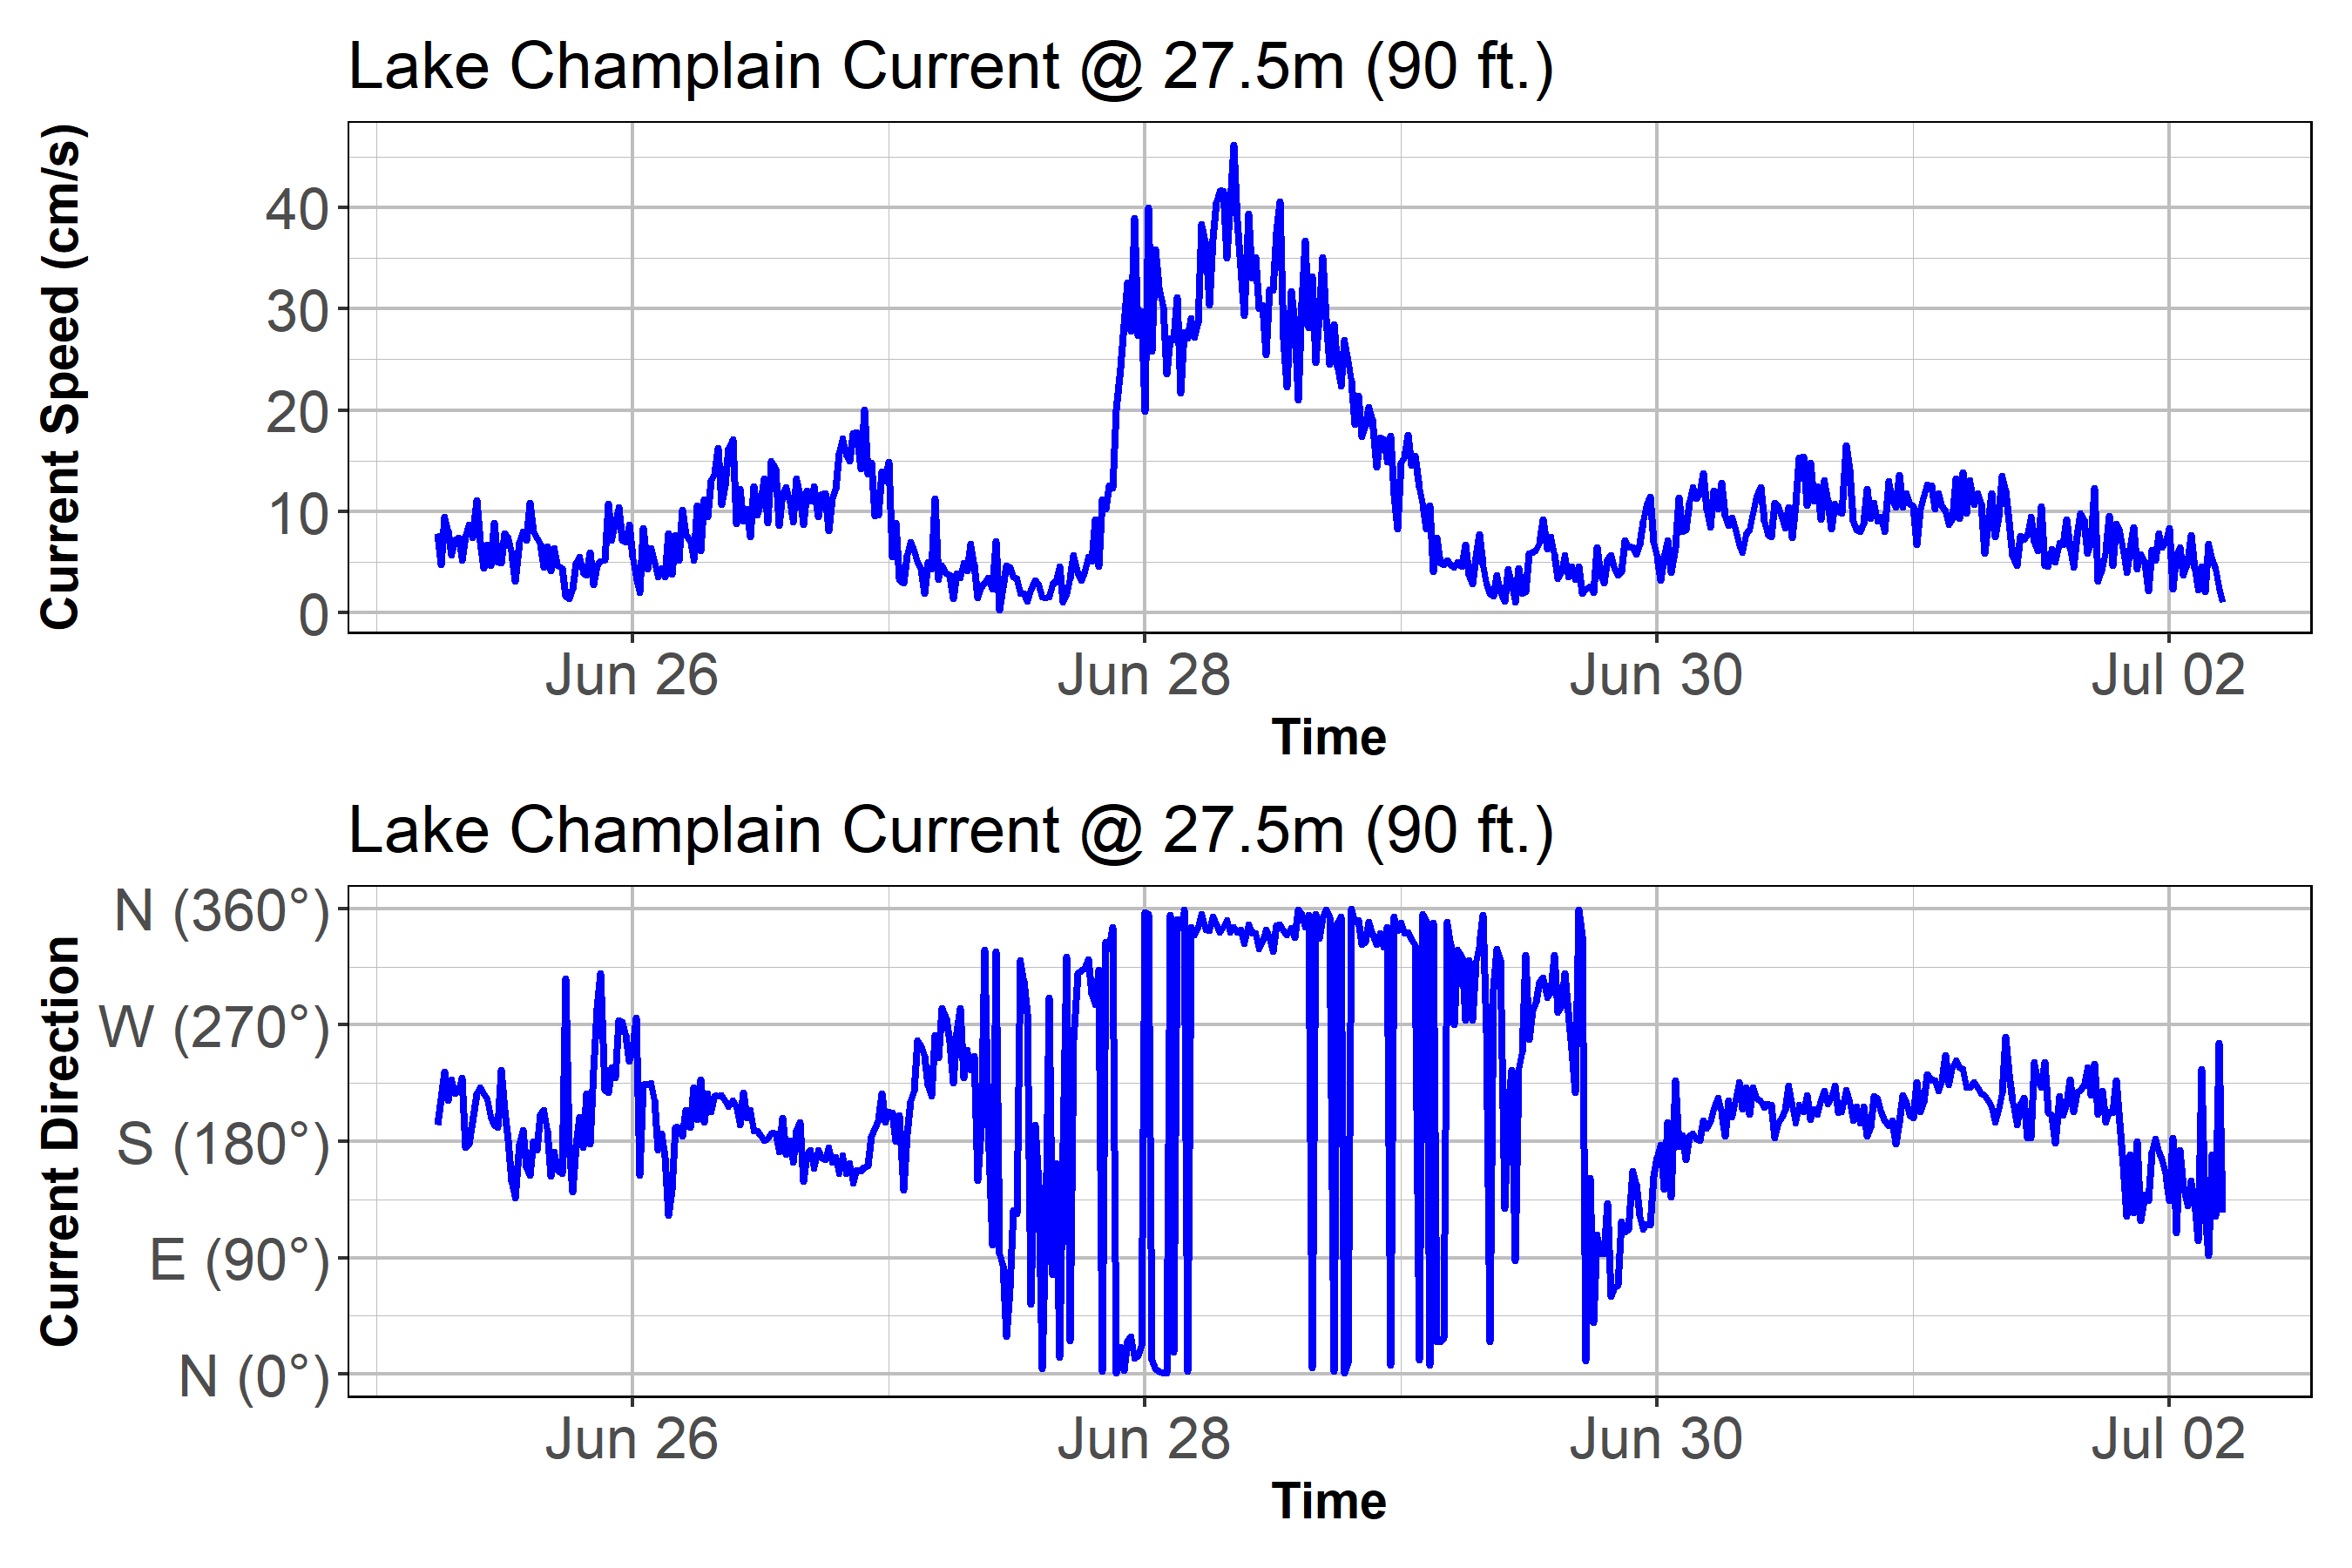 Lake Champlain Current @ 27.5m (90 ft.)
Current Speed (cm/s)
40
30
20
10
0
Jun 26 Jun 28 Jun 30 Jul 02
Time
Lake Champlain Current @ 27.5m (90 ft.)
Current Direction
N (360°)
W (270°)
S (180°)
E (90°)
N (0°)
Jun 26 Jun 28 Jun 30 Jul 02
Time